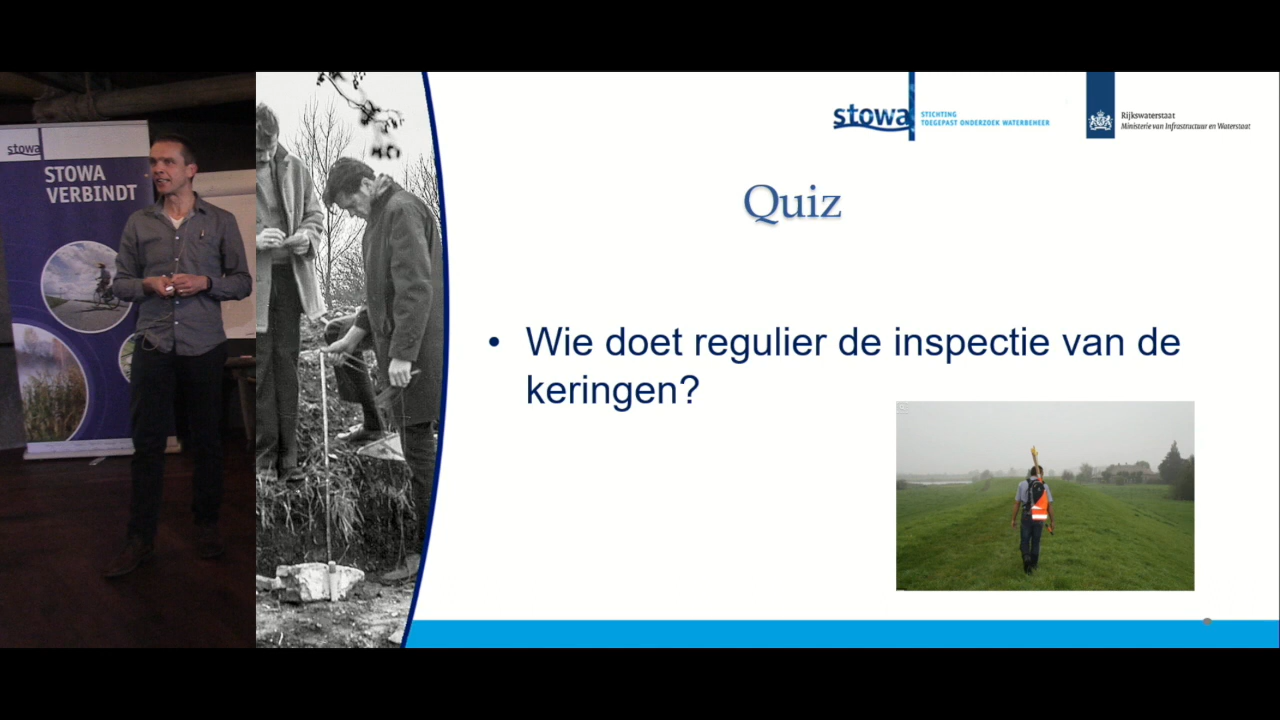 stowa
STOWA
VERBINDT
stowa
STICHTING
TOEGEPAST ONDERZOEK WATERBEHEER
Rijkswaterstaat
Ministerie van Infrastructuur en Waterstaat
Quiz
• Wie doet regulier de inspectie van de
keringen?